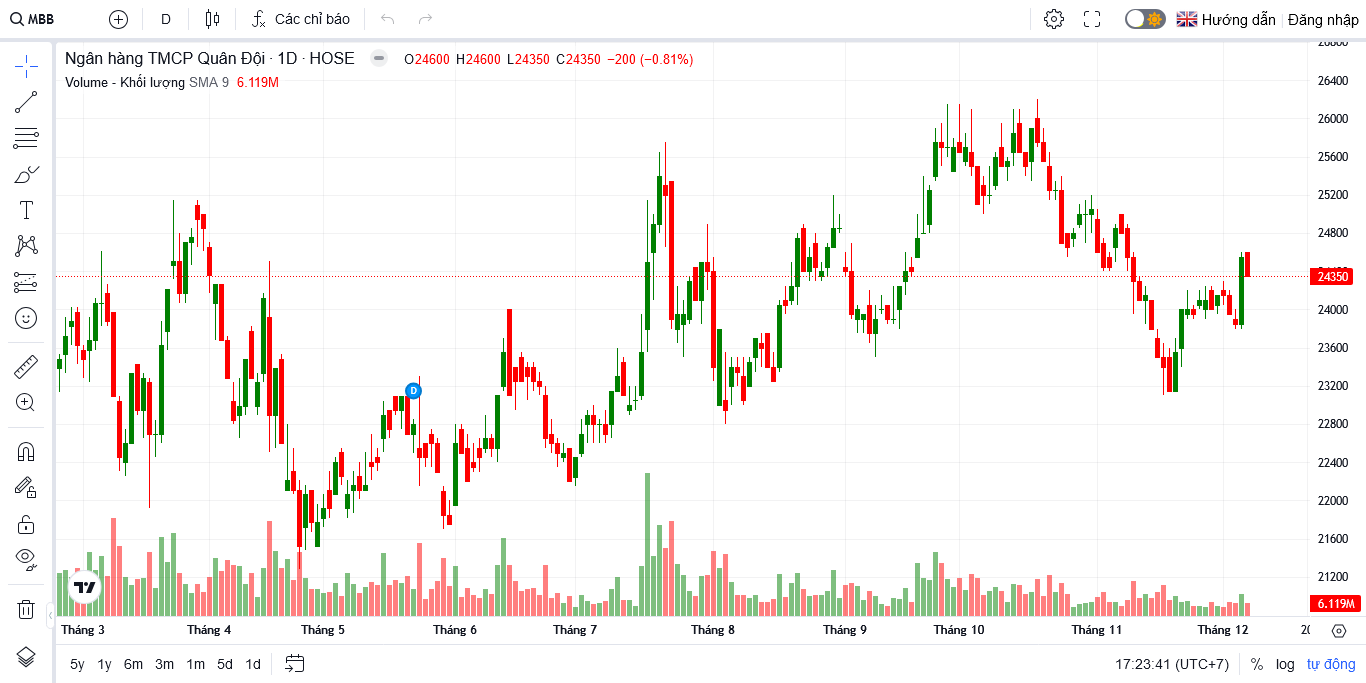 MBB D Các chỉ báo Hướng dẫn Đăng nhập
Ngân hàng TMCP Quân Đội · 1D · HOSE O24600 H24600 L24350 C24350 −200 (−0.81%)
Volume - Khối lượng SMA 9 6.119M
26800
26400
26000
25600
25200
24800
24350
24000
23600
23200
D
22800
22400
22000
21600
21200
6.119M
Tháng 3 Tháng 4 Tháng 5 Tháng 6 Tháng 7 Tháng 8 Tháng 9 Tháng 10 Tháng 11 Tháng 12
5y 1y 6m 3m 1m 5d 1d 17:23:41 (UTC+7) % log tự động